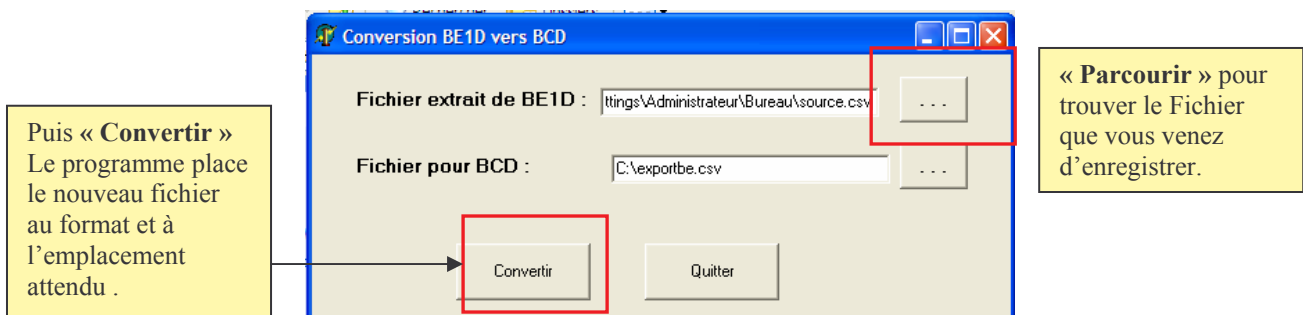 Conversion BE1D vers BCD
Fichier extrait de BE1D : ttings\Administrateur\Bureau\source.csv ...
Fichier pour BCD : C:\exportbe.csv ...
Convertir Quitter
« Parcourir » pour
trouver le Fichier
que vous venez
d’enregistrer.
Puis « Convertir »
Le programme place
le nouveau fichier
au format et à
l’emplacement
attendu .